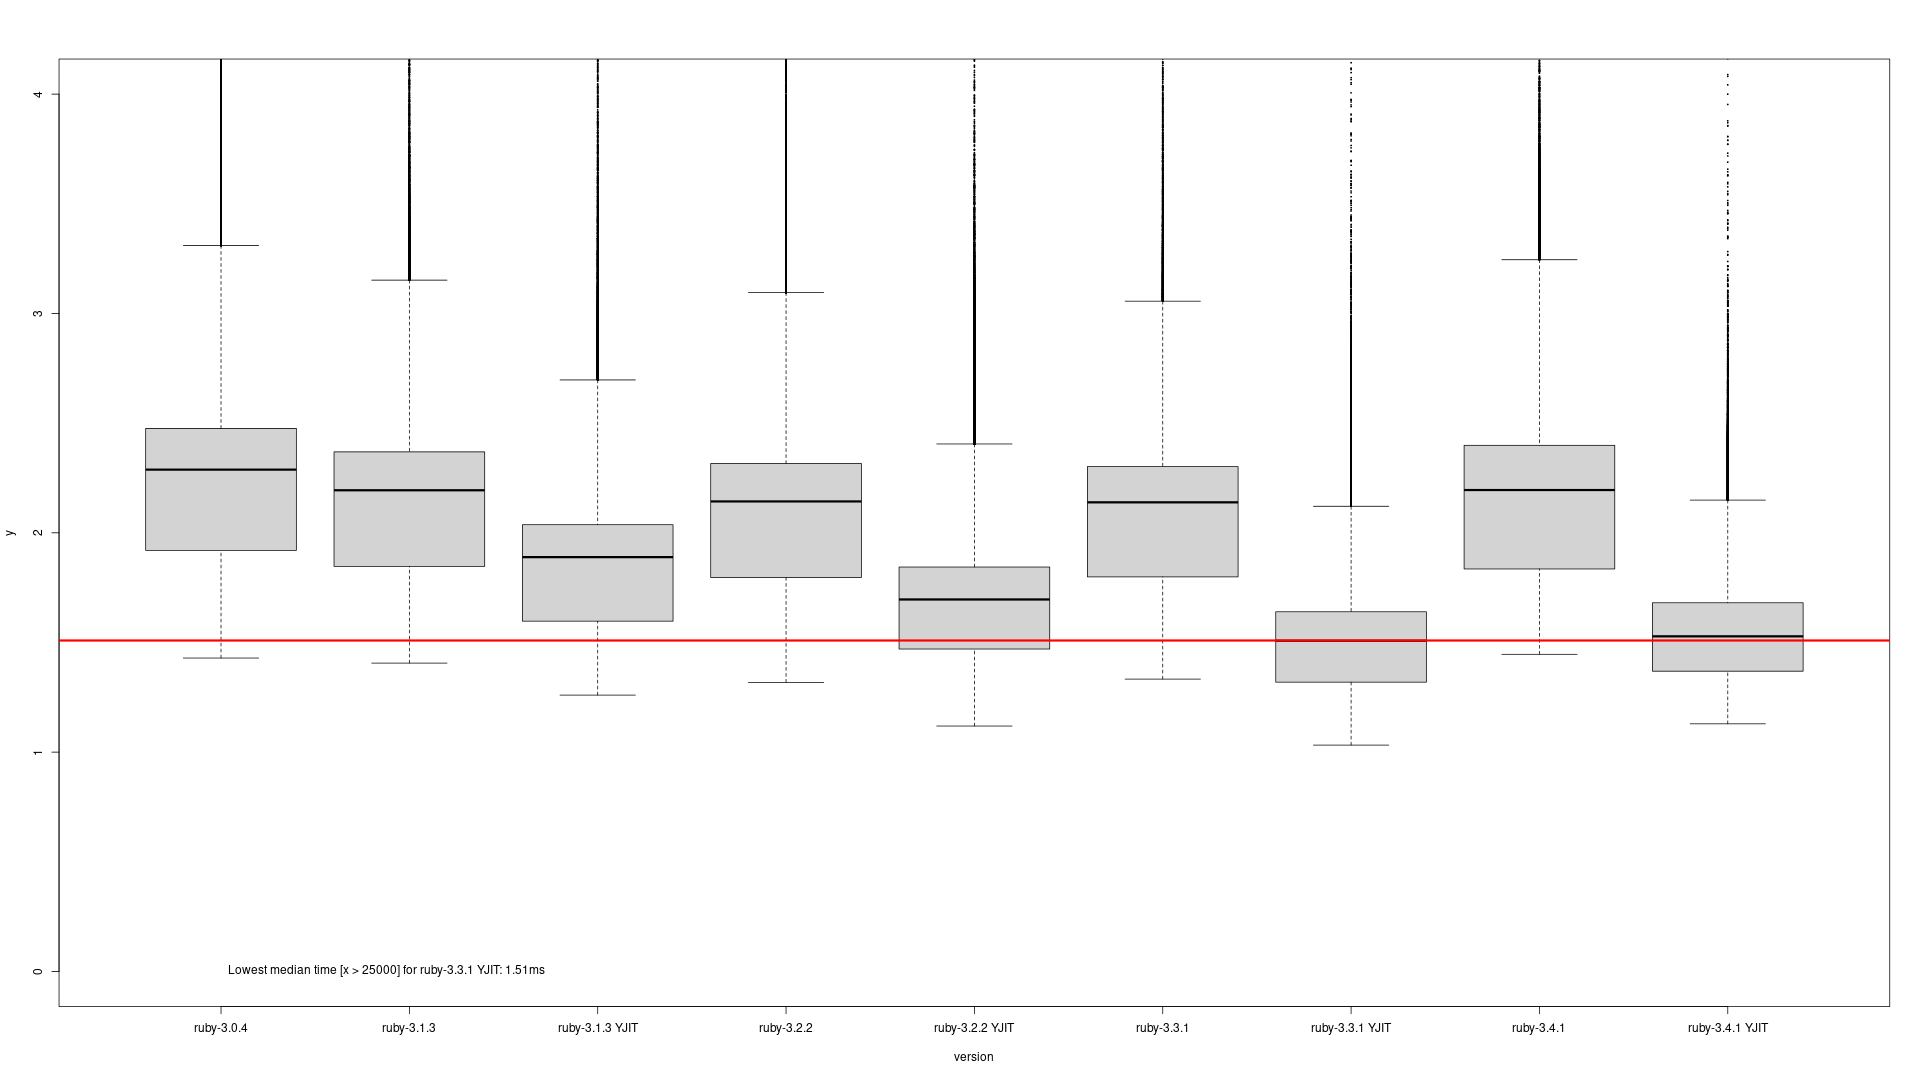 4
3
y
2
1
0
Lowest median time [x > 25000] for ruby-3.3.1 YJIT: 1.51ms
ruby-3.0.4 ruby-3.1.3 ruby-3.1.3 YJIT ruby-3.2.2 ruby-3.2.2 YJIT ruby-3.3.1 ruby-3.3.1 YJIT ruby-3.4.1 ruby-3.4.1 YJIT
version